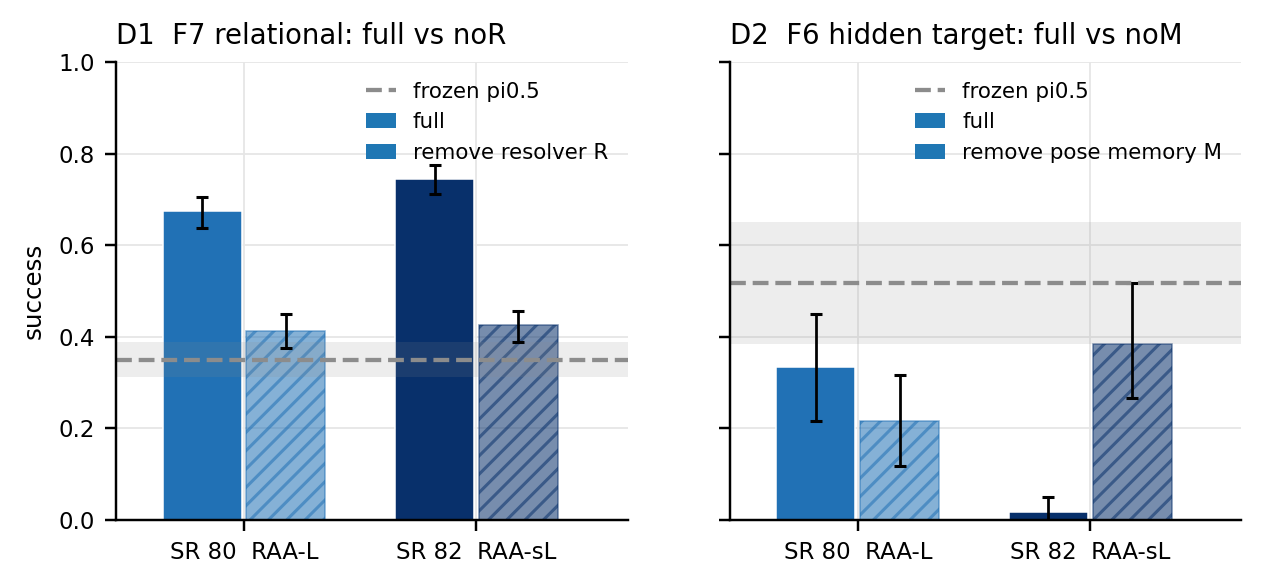 D1  F7 relational: full vs noR
success
1.0
0.8
0.6
0.4
0.2
0.0
frozen pi0.5
full
remove resolver R
SR 80  RAA-L
SR 82  RAA-sL
D2  F6 hidden target: full vs noM
frozen pi0.5
full
remove pose memory M
SR 80  RAA-L
SR 82  RAA-sL